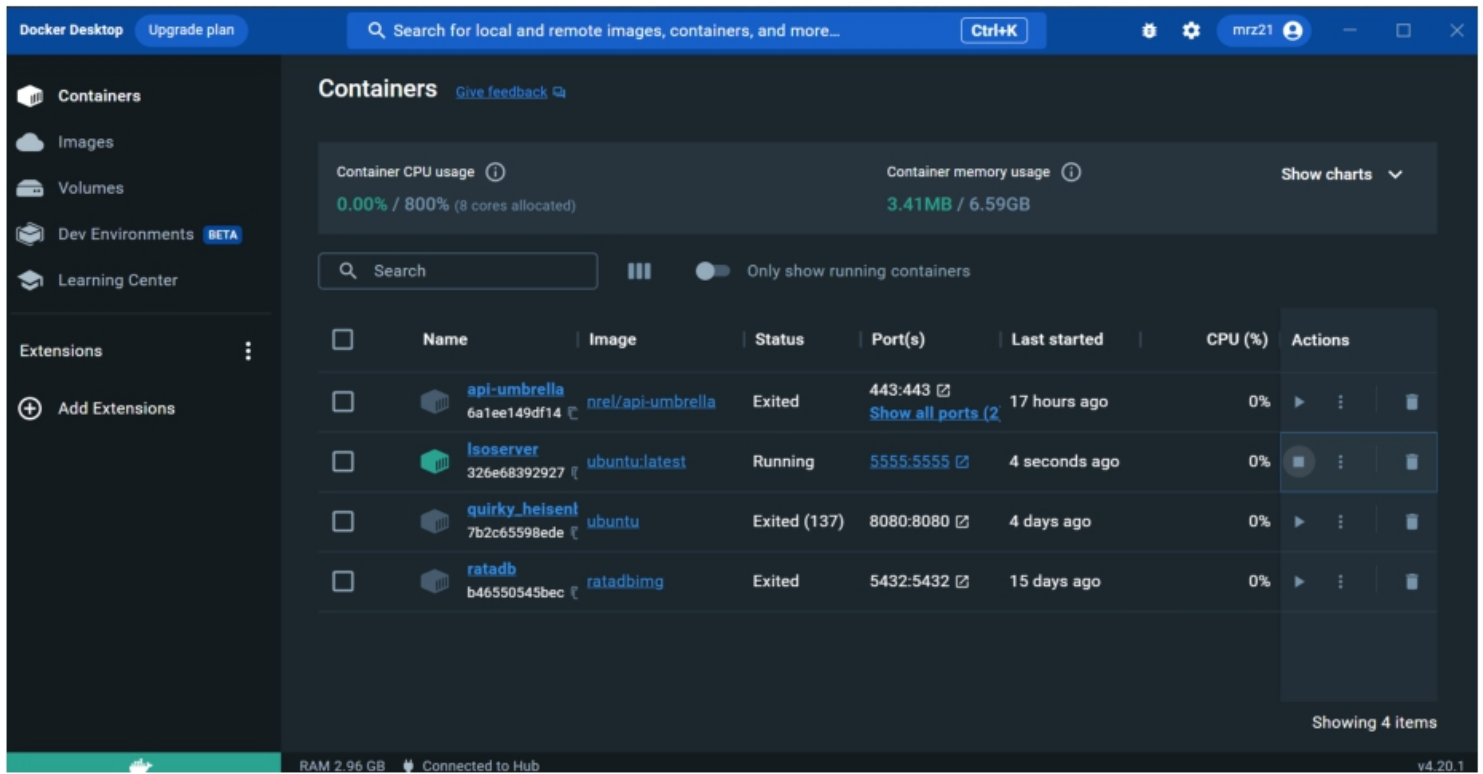 Docker Desktop Upgrade plan Search for local and remote images, containers, and more... Ctrl+K mrz21
Containers
Images
Volumes
Dev Environments BETA
Learning Center
Extensions
Add Extensions
Containers Give feedback
Container CPU usage
0.00% / 800% (8 cores allocated)
Container memory usage
3.41MB / 6.59GB
Show charts
Search Only show running containers
Name Image Status Port(s) Last started CPU (%) Actions
api-umbrella nrel/api-umbrella Exited 443:443 17 hours ago 0%
6a1ee149df14 Show all ports (2
lsoserver ubuntu:latest Running 5555:5555 4 seconds ago 0%
326e68392927
quirky_heisenb ubuntu Exited (137) 8080:8080 4 days ago 0%
7b2c65598ede
ratadb ratadbimg Exited 5432:5432 15 days ago 0%
b46550545bec
Showing 4 items
RAM 2.96 GB Connected to Hub v4.20.1